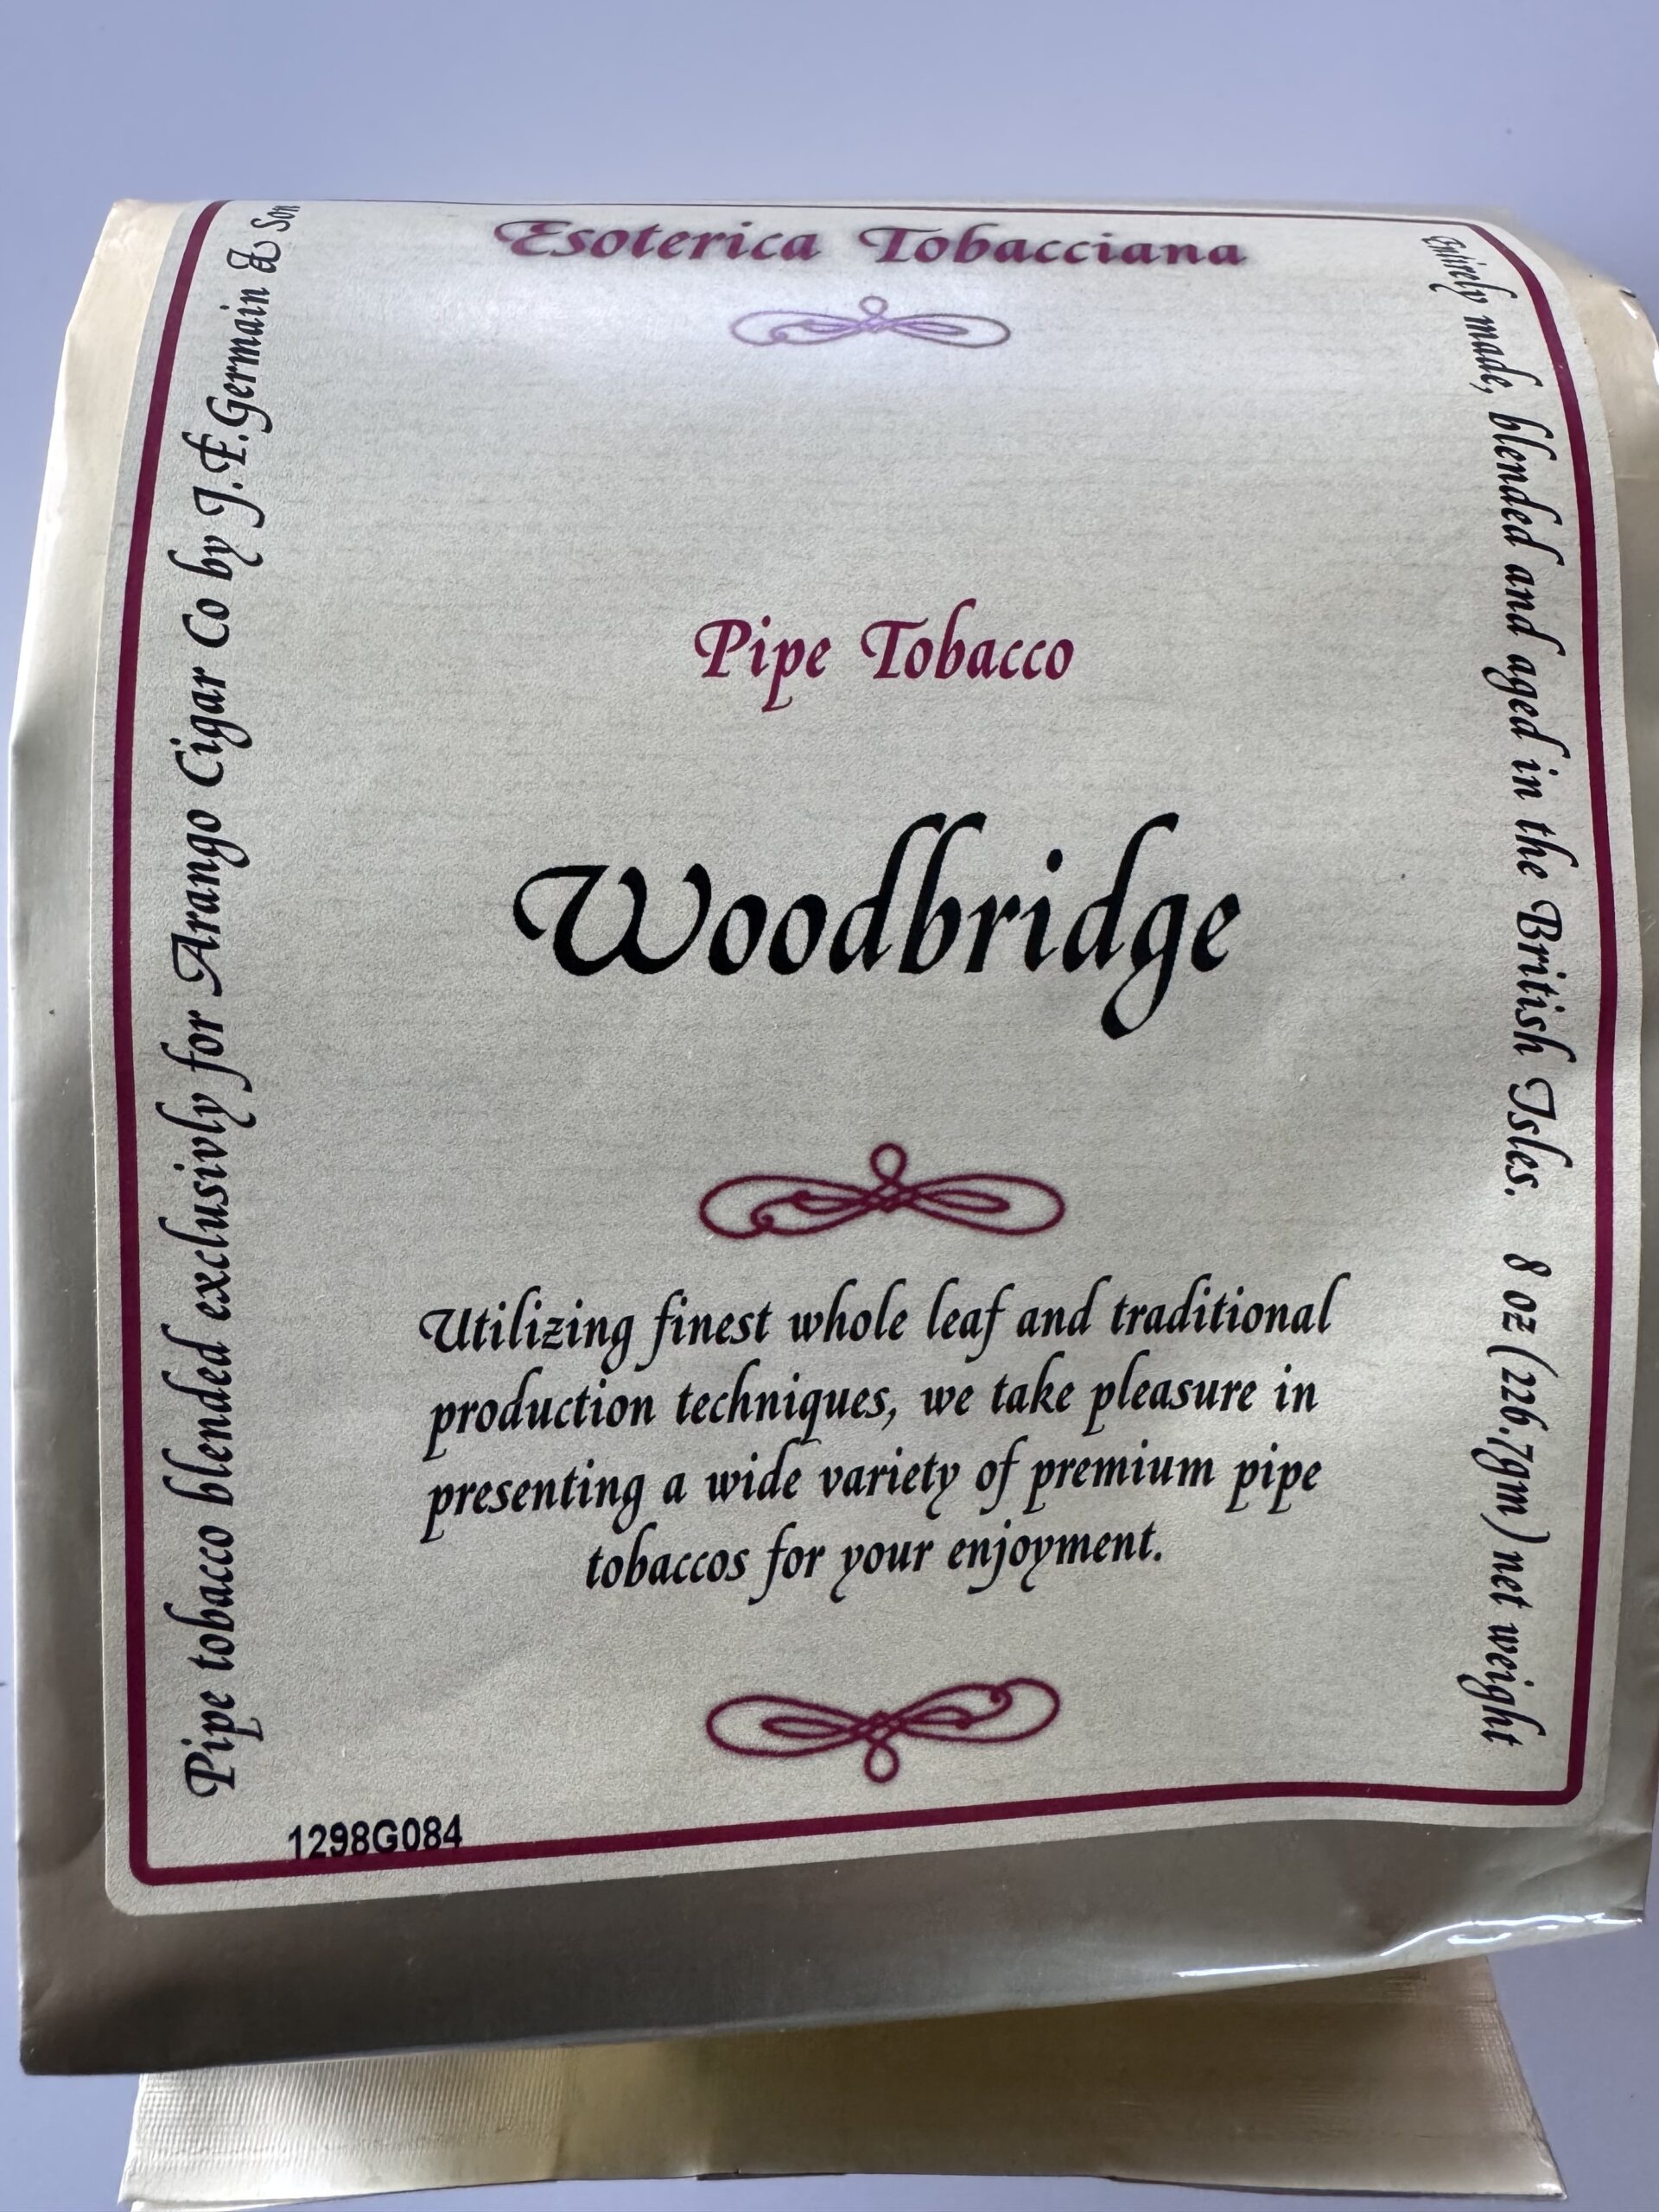 Esoterica Tobacciana
Pipe Tobacco
Woodbridge
Utilizing finest whole leaf and traditional
production techniques, we take pleasure in
presenting a wide variety of premium pipe
tobaccos for your enjoyment.
Pipe tobacco blended exclusivly for Arango Cigar Co by J.F.Germain & Son
Entirely made, blended and aged in the British Isles. 8 oz (226.7gm) net weight
1298G084